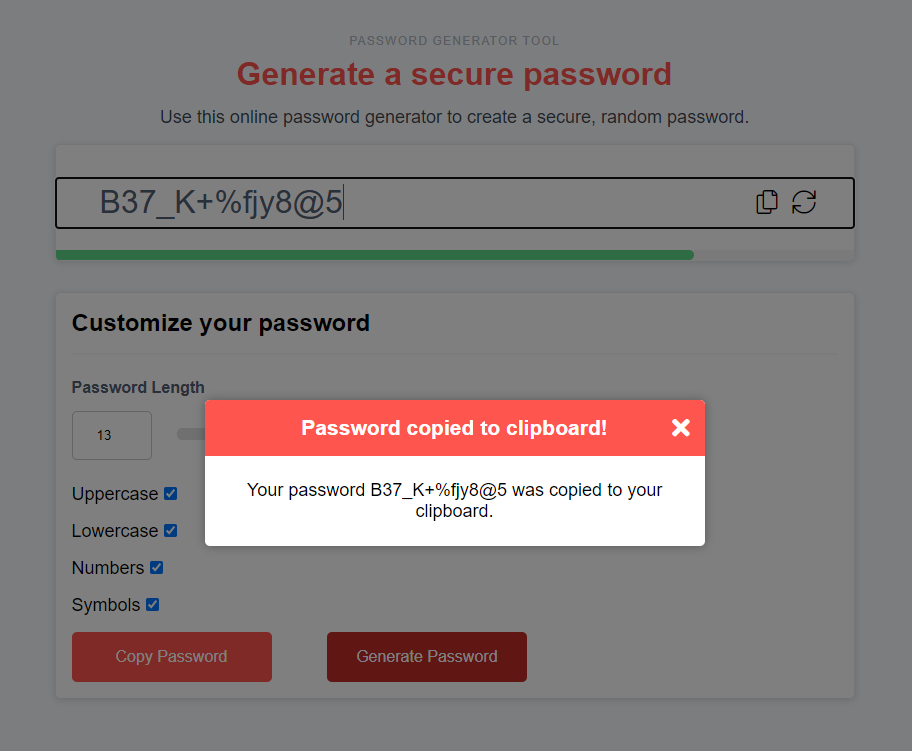 PASSWORD GENERATOR TOOL
Generate a secure password
Use this online password generator to create a secure, random password.
B37_K+%fjy8@5
Customize your password
Password Length
13
Password copied to clipboard!
Your password B37_K+%fjy8@5 was copied to your
clipboard.
Uppercase
Lowercase
Numbers
Symbols
Copy Password
Generate Password